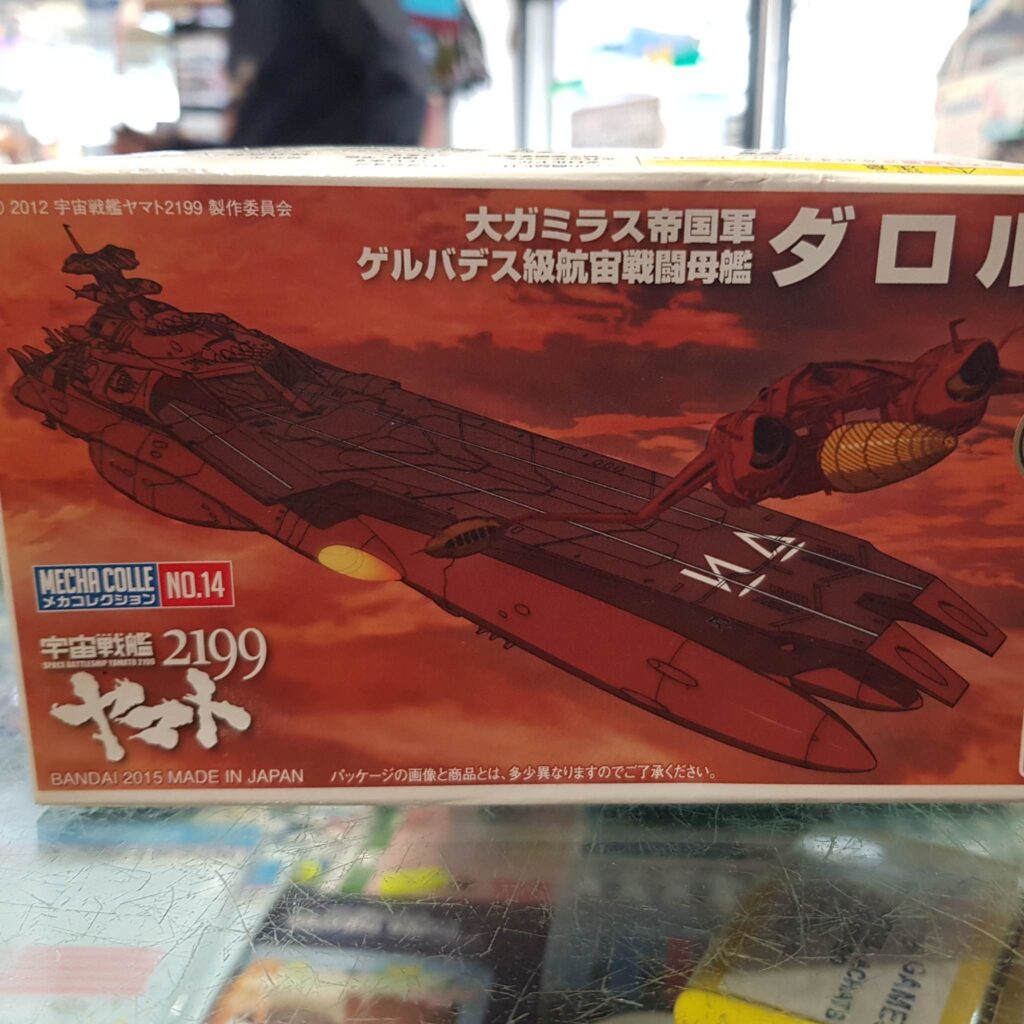 2012 宇宙戦艦ヤマト2199 製作委員会
大ガミラス帝国軍
ゲルバデス級航宙戦闘母艦
ダロル
MECHA COLLE
メカコレクション
NO.14
宇宙戦艦
SPACE BATTLESHIP YAMATO 2199
2199
ヤマト
BANDAI 2015 MADE IN JAPAN
パッケージの画像と商品とは、多少異なりますのでご了承ください。
GAME